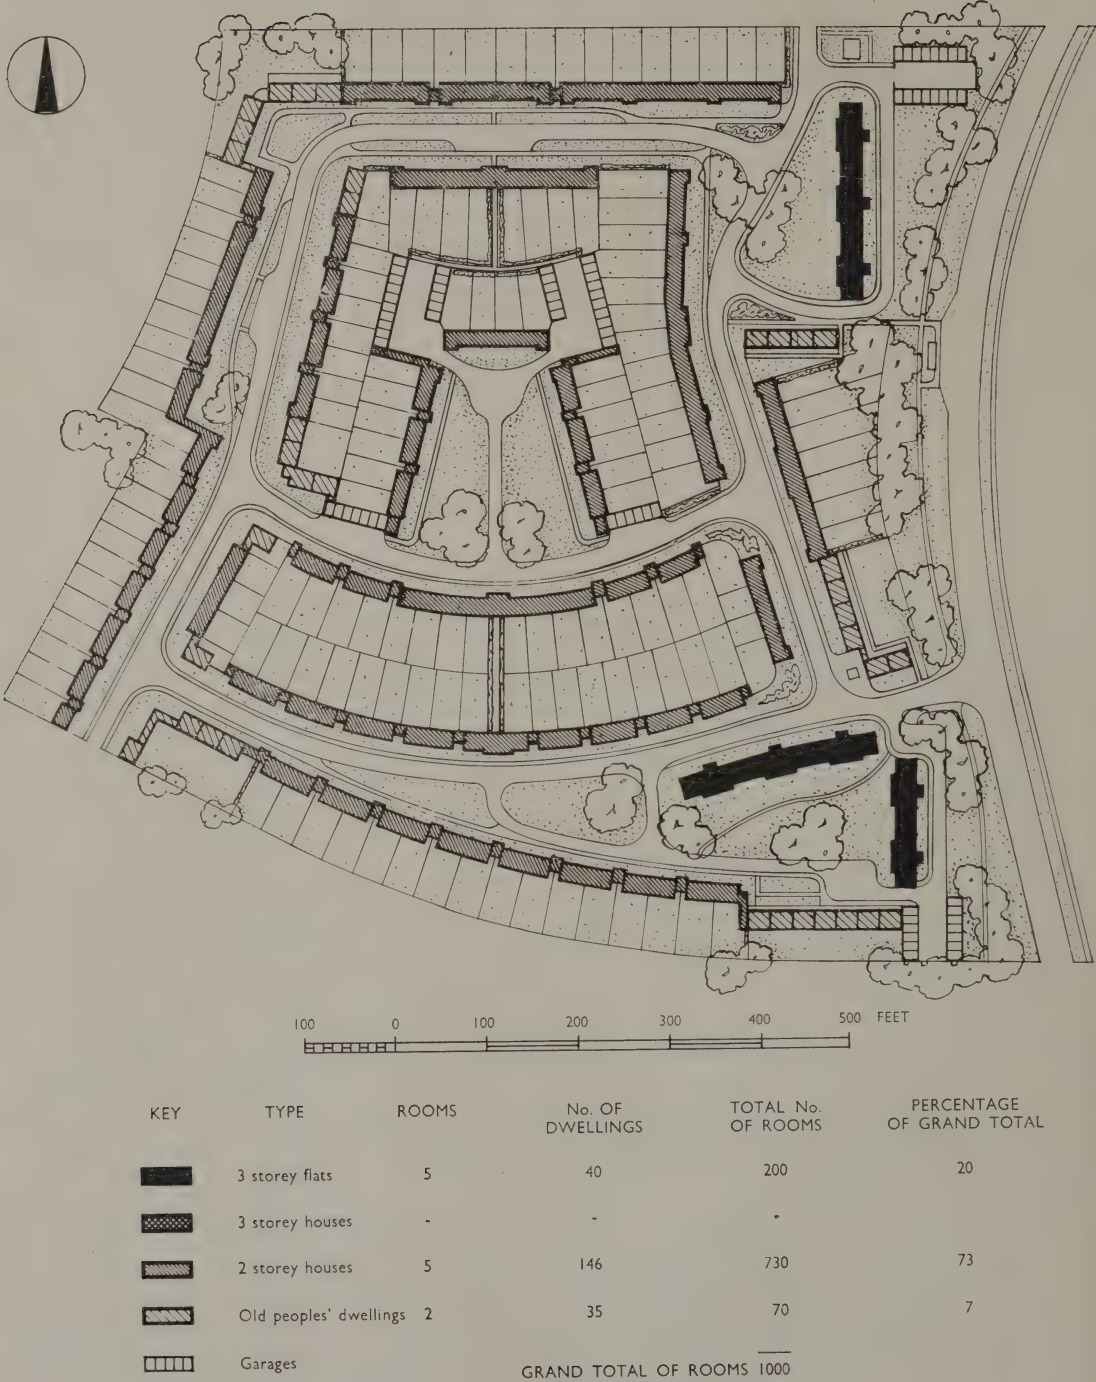 100 0 100 200 300 400 500 FEET
KEY TYPE ROOMS No. OF DWELLINGS TOTAL No. OF ROOMS PERCENTAGE OF GRAND TOTAL
3 storey flats 5 40 200 20
3 storey houses - - -
2 storey houses 5 146 730 73
Old peoples' dwellings 2 35 70 7
Garages
GRAND TOTAL OF ROOMS 1000